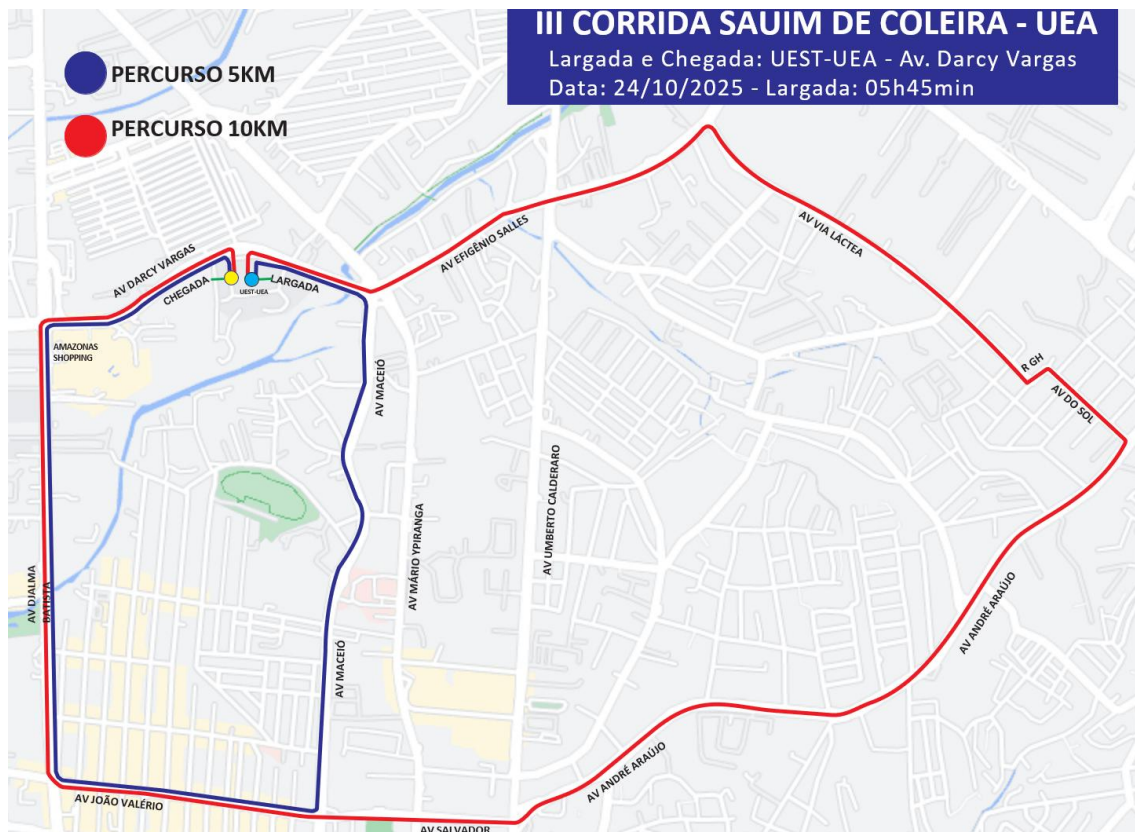 III CORRIDA SAUIM DE COLEIRA - UEA
Largada e Chegada: UEST-UEA - Av. Darcy Vargas
Data: 24/10/2025 - Largada: 05h45min
PERCURSO 5KM
PERCURSO 10KM
AV DARCY VARGAS
CHEGADA
LARGADA
UEST-UEA
AV EFIGÊNIO SALLES
AV VIA LÁCTEA
R GH
AV DO SOL
AMAZONAS
SHOPPING
AV MACEIÓ
AV MÁRIO YPIRANGA
AV UMBERTO CALDERARO
AV DJALMA
BATISTA
AV MACEIÓ
AV ANDRÉ ARAÚJO
AV ANDRÉ ARAÚJO
AV JOÃO VALÉRIO
AV SALVADOR